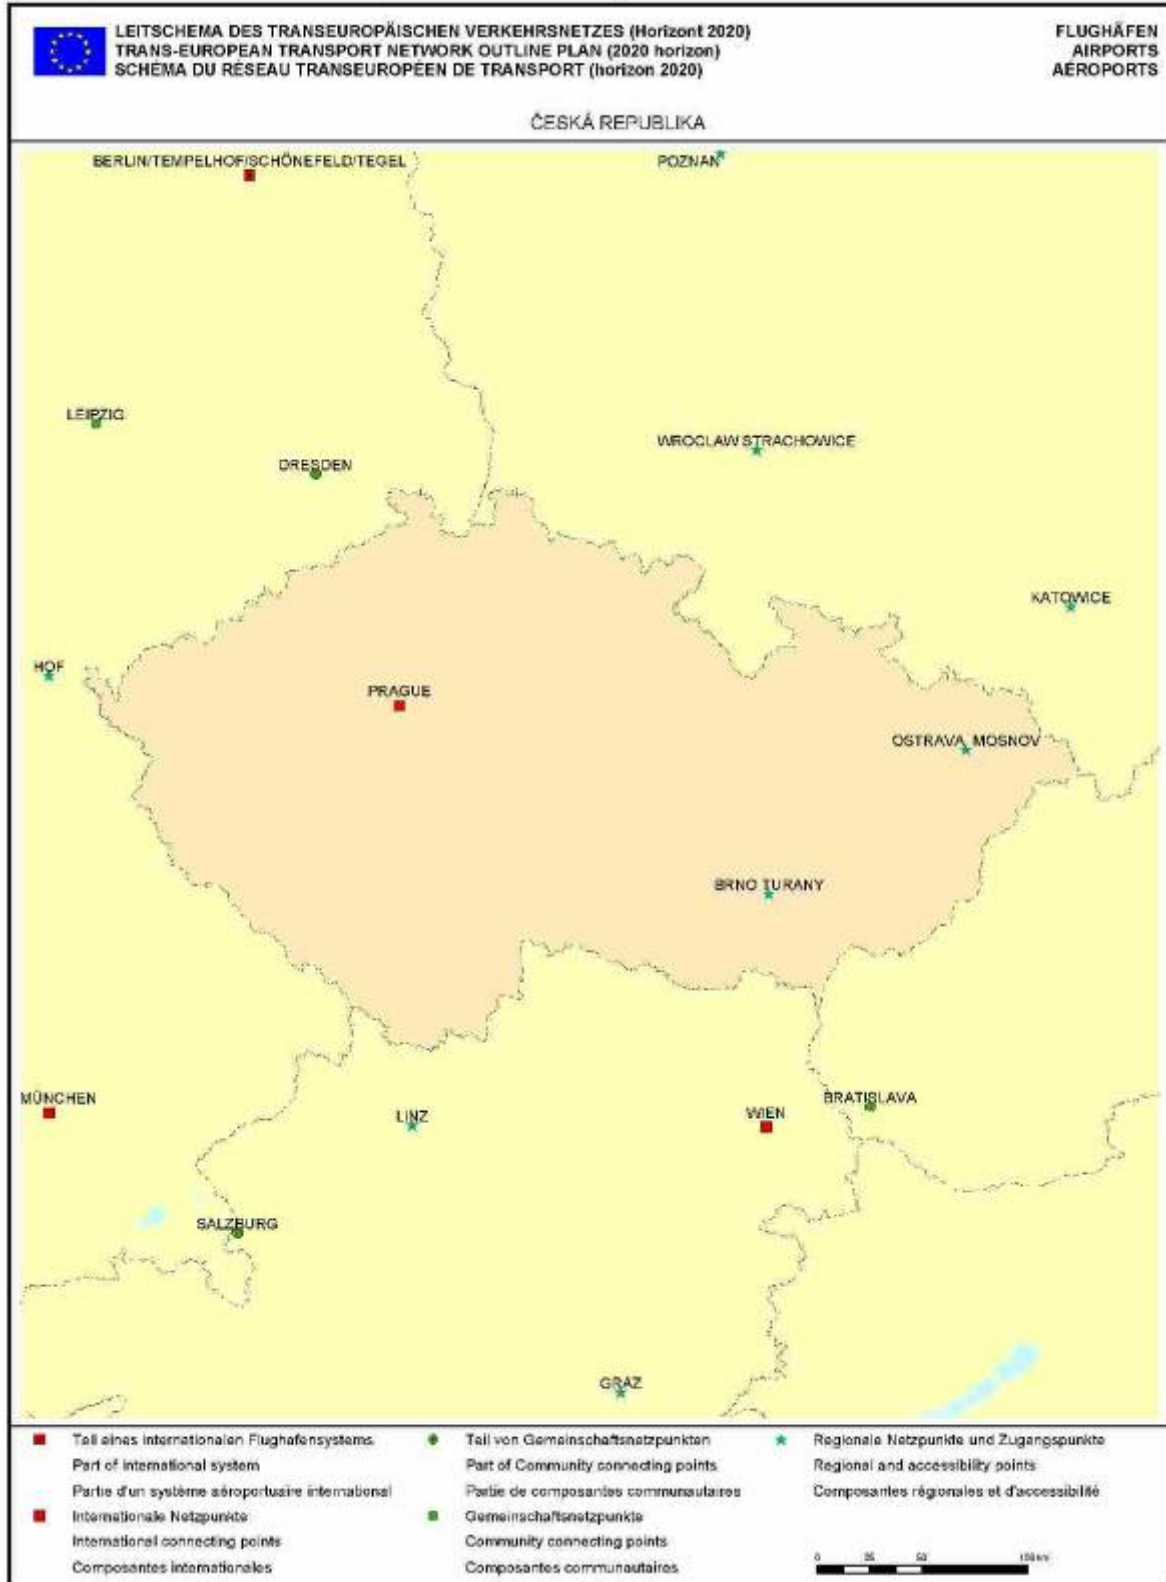 LEITSCHEMA DES TRANSEUROPÄISCHEN VERKEHRSNETZES (Horizont 2020)
TRANS-EUROPEAN TRANSPORT NETWORK OUTLINE PLAN (2020 horizon)
SCHÉMA DU RÉSEAU TRANSEUROPÉEN DE TRANSPORT (horizon 2020)
FLUGHÄFEN
AIRPORTS
AÉROPORTS
ČESKÁ REPUBLIKA
BERLIN/TEMPELHOF/SCHÖNEFELD/TEGEL
POZNAN
LEIPZIG
WROCLAW STRACHOWICE
DRESDEN
KATOWICE
HOF
PRAGUE
OSTRAVA MOSNOV
BRNO TURANY
MÜNCHEN
LINZ
WIEN
BRATISLAVA
SALZBURG
GRAZ
Teil eines internationalen Flughafensystems
Part of international system
Partie d'un système aéroportuaire international
Internationale Netzpunkte
International connecting points
Composantes internationales
Teil von Gemeinschaftsnetzpunkten
Part of Community connecting points
Partie de composantes communautaires
Gemeinschaftsnetzpunkte
Community connecting points
Composantes communautaires
Regionale Netzpunkte und Zugangspunkte
Regional and accessibility points
Composantes régionales et d'accessibilité
0 25 50 100 km